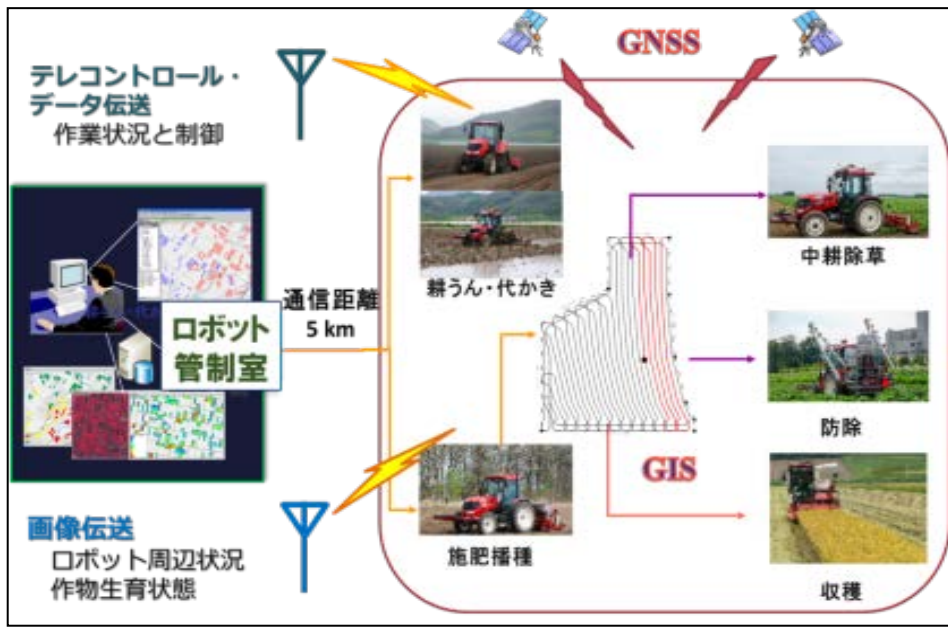 GNSS
テレコントロール・
データ伝送
作業状況と制御
ロボット
管制室
通信距離
5 km
耕うん・代かき
中耕除草
防除
GIS
施肥播種
収穫
画像伝送
ロボット周辺状況
作物生育状態